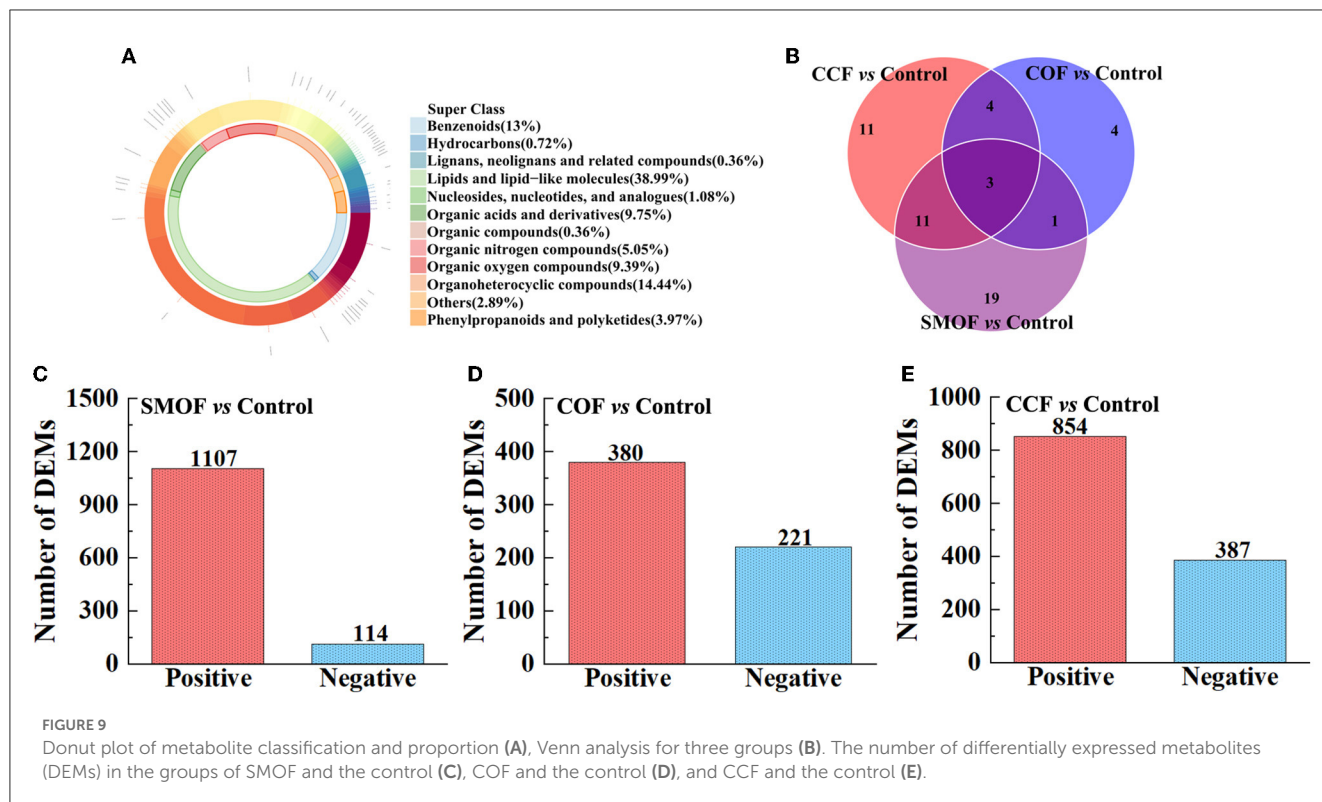 A
Super Class
Benzenoids(13%)
Hydrocarbons(0.72%)
Lignans, neolignans and related compounds(0.36%)
Lipids and lipid−like molecules(38.99%)
Nucleosides, nucleotides, and analogues(1.08%)
Organic acids and derivatives(9.75%)
Organic compounds(0.36%)
Organic nitrogen compounds(5.05%)
Organic oxygen compounds(9.39%)
Organoheterocyclic compounds(14.44%)
Others(2.89%)
Phenylpropanoids and polyketides(3.97%)
B
CCF vs Control
COF vs Control
4
11
4
3
11
1
19
SMOF vs Control
C
SMOF vs Control
Number of DEMs
1500
1200
900
600
300
0
1107
114
Positive
Negative
D
COF vs Control
Number of DEMs
500
400
300
200
100
0
380
221
Positive
Negative
E
CCF vs Control
Number of DEMs
1000
800
600
400
200
0
854
387
Positive
Negative
FIGURE 9
Donut plot of metabolite classification and proportion (A), Venn analysis for three groups (B). The number of differentially expressed metabolites
(DEMs) in the groups of SMOF and the control (C), COF and the control (D), and CCF and the control (E).